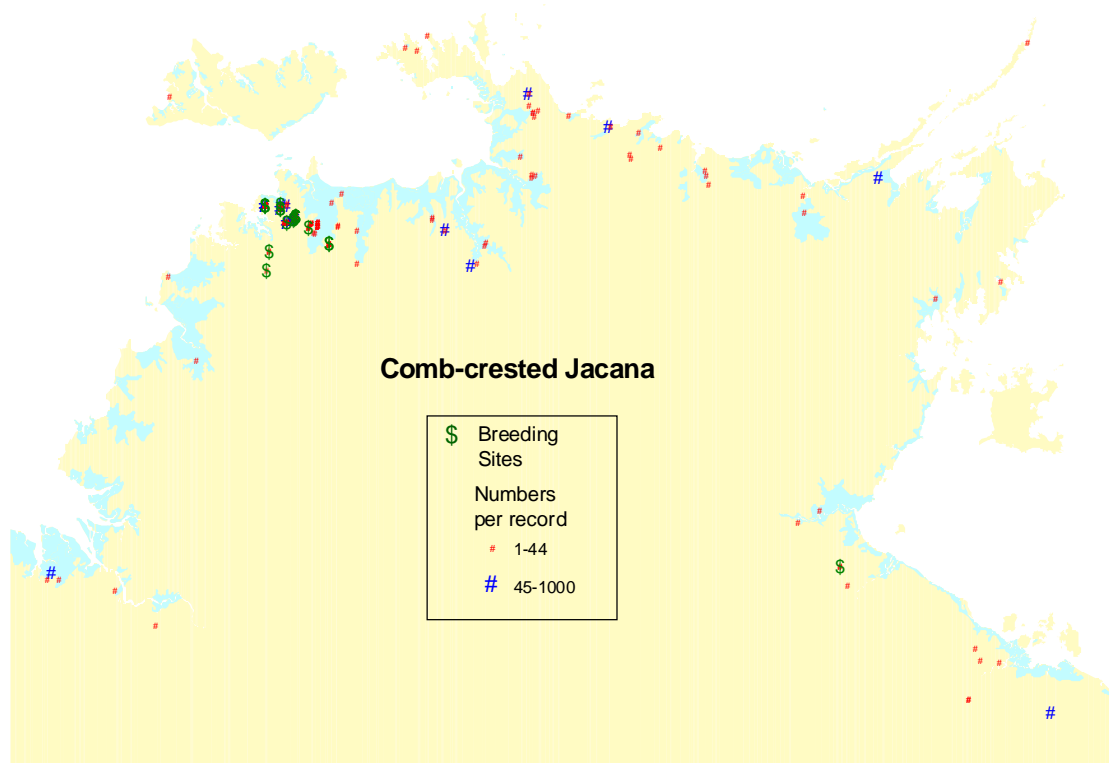 Comb-crested Jacana
$ Breeding
Sites
Numbers
per record
# 1-44
# 45-1000